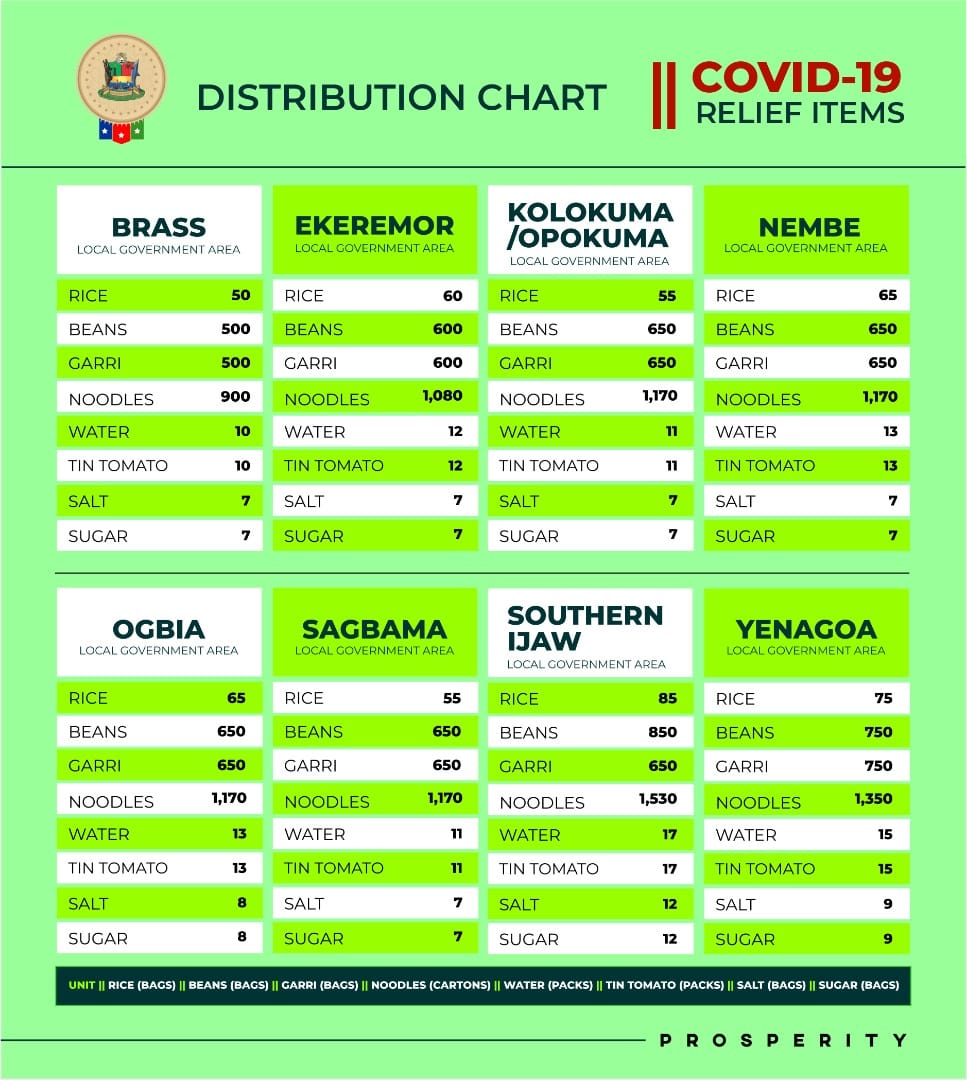 DISTRIBUTION CHART
COVID-19
RELIEF ITEMS
BRASS
LOCAL GOVERNMENT AREA
RICE 50
BEANS 500
GARRI 500
NOODLES 900
WATER 10
TIN TOMATO 10
SALT 7
SUGAR 7
EKEREMOR
LOCAL GOVERNMENT AREA
RICE 60
BEANS 600
GARRI 600
NOODLES 1,080
WATER 12
TIN TOMATO 12
SALT 7
SUGAR 7
KOLOKUMA
/OPOKUMA
LOCAL GOVERNMENT AREA
RICE 55
BEANS 650
GARRI 650
NOODLES 1,170
WATER 11
TIN TOMATO 11
SALT 7
SUGAR 7
NEMBE
LOCAL GOVERNMENT AREA
RICE 65
BEANS 650
GARRI 650
NOODLES 1,170
WATER 13
TIN TOMATO 13
SALT 7
SUGAR 7
OGBIA
LOCAL GOVERNMENT AREA
RICE 65
BEANS 650
GARRI 650
NOODLES 1,170
WATER 13
TIN TOMATO 13
SALT 8
SUGAR 8
SAGBAMA
LOCAL GOVERNMENT AREA
RICE 55
BEANS 650
GARRI 650
NOODLES 1,170
WATER 11
TIN TOMATO 11
SALT 7
SUGAR 7
SOUTHERN
IJAW
LOCAL GOVERNMENT AREA
RICE 85
BEANS 850
GARRI 650
NOODLES 1,530
WATER 17
TIN TOMATO 17
SALT 12
SUGAR 12
YENAGOA
LOCAL GOVERNMENT AREA
RICE 75
BEANS 750
GARRI 750
NOODLES 1,350
WATER 15
TIN TOMATO 15
SALT 9
SUGAR 9
UNIT || RICE (BAGS) || BEANS (BAGS) || GARRI (BAGS) || NOODLES (CARTONS) || WATER (PACKS) || TIN TOMATO (PACKS) || SALT (BAGS) || SUGAR (BAGS)
PROSPERITY